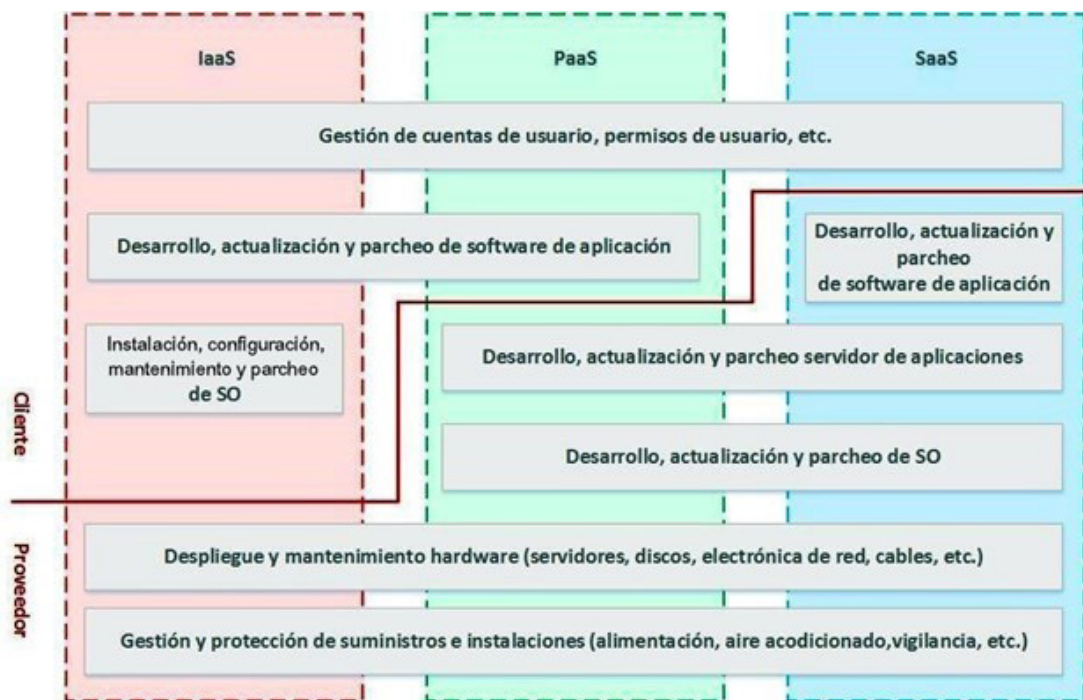 IaaS
PaaS
SaaS
Gestión de cuentas de usuario, permisos de usuario, etc.
Desarrollo, actualización y parcheo de software de aplicación
Desarrollo, actualización y
parcheo
de software de aplicación
Instalación, configuración,
mantenimiento y parcheo
de SO
Desarrollo, actualización y parcheo servidor de aplicaciones
Cliente
Desarrollo, actualización y parcheo de SO
Proveedor
Despliegue y mantenimiento hardware (servidores, discos, electrónica de red, cables, etc.)
Gestión y protección de suministros e instalaciones (alimentación, aire acodicionado,vigilancia, etc.)